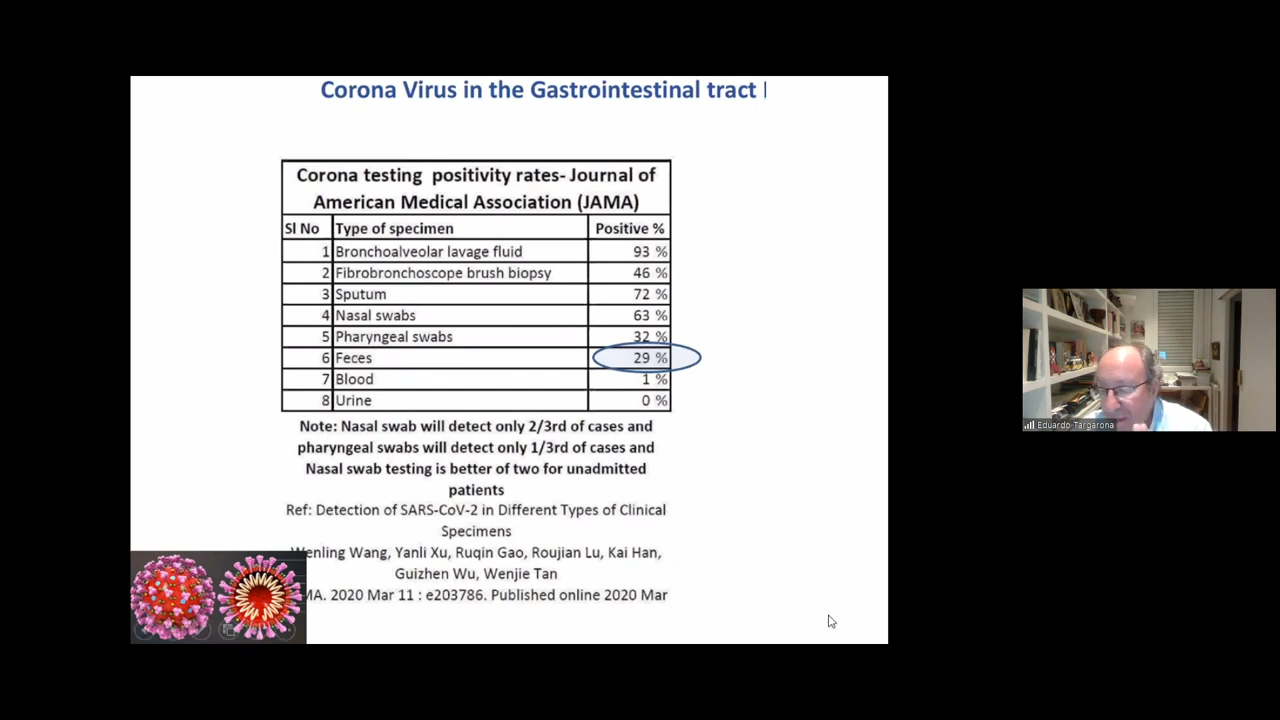 Corona Virus in the Gastrointestinal tract
Corona testing positivity rates- Journal of
American Medical Association (JAMA)
Sl No Type of specimen Positive %
1 Bronchoalveolar lavage fluid 93 %
2 Fibrobronchoscope brush biopsy 46 %
3 Sputum 72 %
4 Nasal swabs 63 %
5 Pharyngeal swabs 32 %
6 Feces 29 %
7 Blood 1 %
8 Urine 0 %
Note: Nasal swab will detect only 2/3rd of cases and
pharyngeal swabs will detect only 1/3rd of cases and
Nasal swab testing is better of two for unadmitted
patients
Ref: Detection of SARS-CoV-2 in Different Types of Clinical
Specimens
Wenling Wang, Yanli Xu, Ruqin Gao, Roujian Lu, Kai Han,
Guizhen Wu, Wenjie Tan
MA. 2020 Mar 11 : e203786. Published online 2020 Mar
Eduardo Targarona